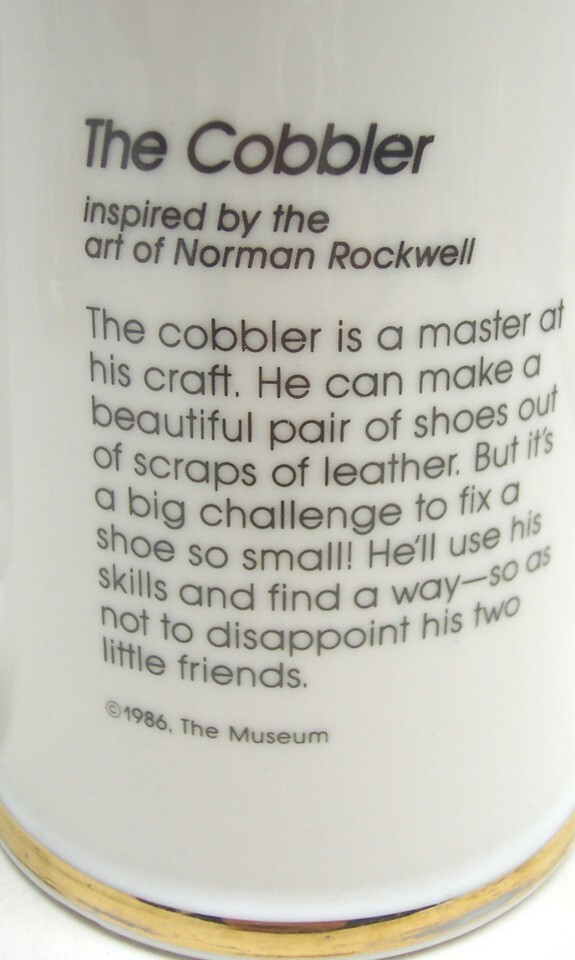 The Cobbler
inspired by the
art of Norman Rockwell
The cobbler is a master at
his craft. He can make a
beautiful pair of shoes out
of scraps of leather. But it's
a big challenge to fix a
shoe so small! He'll use his
skills and find a way—so as
not to disappoint his two
little friends.
©1986, The Museum